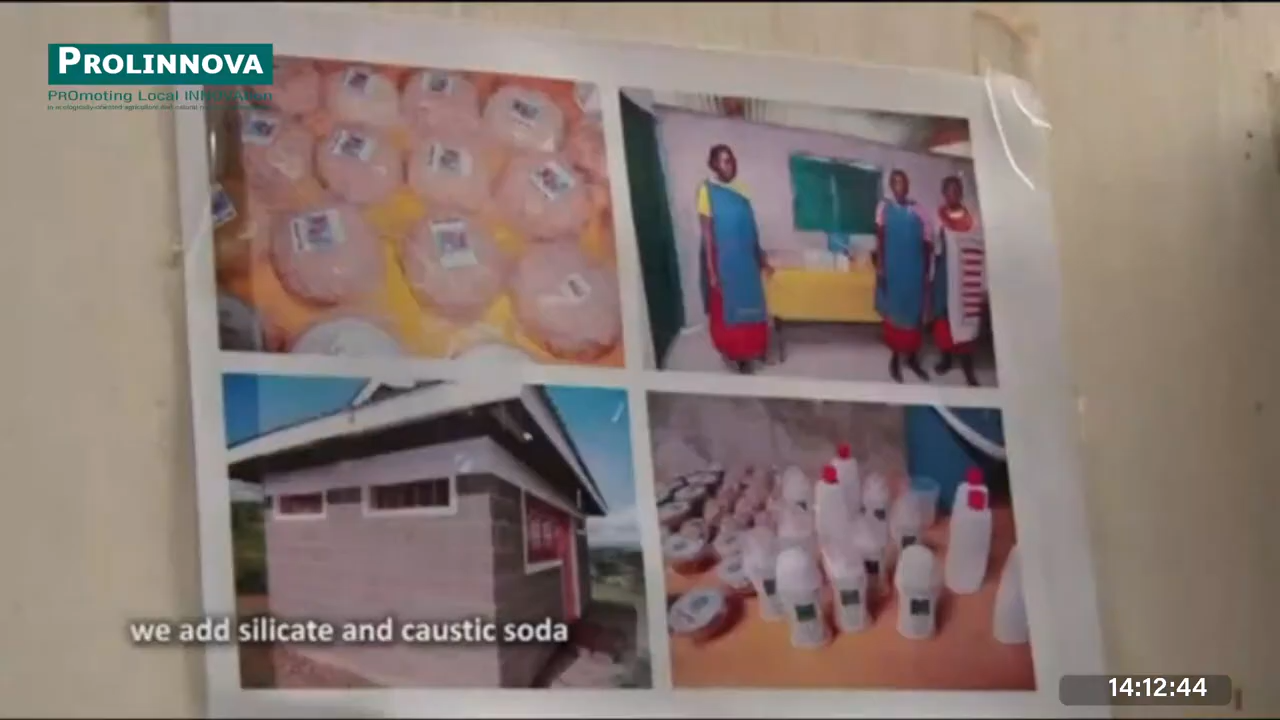 PROLINNOVA
PROmoting Local INNOVAtion
we add silicate and caustic soda
14:12:44